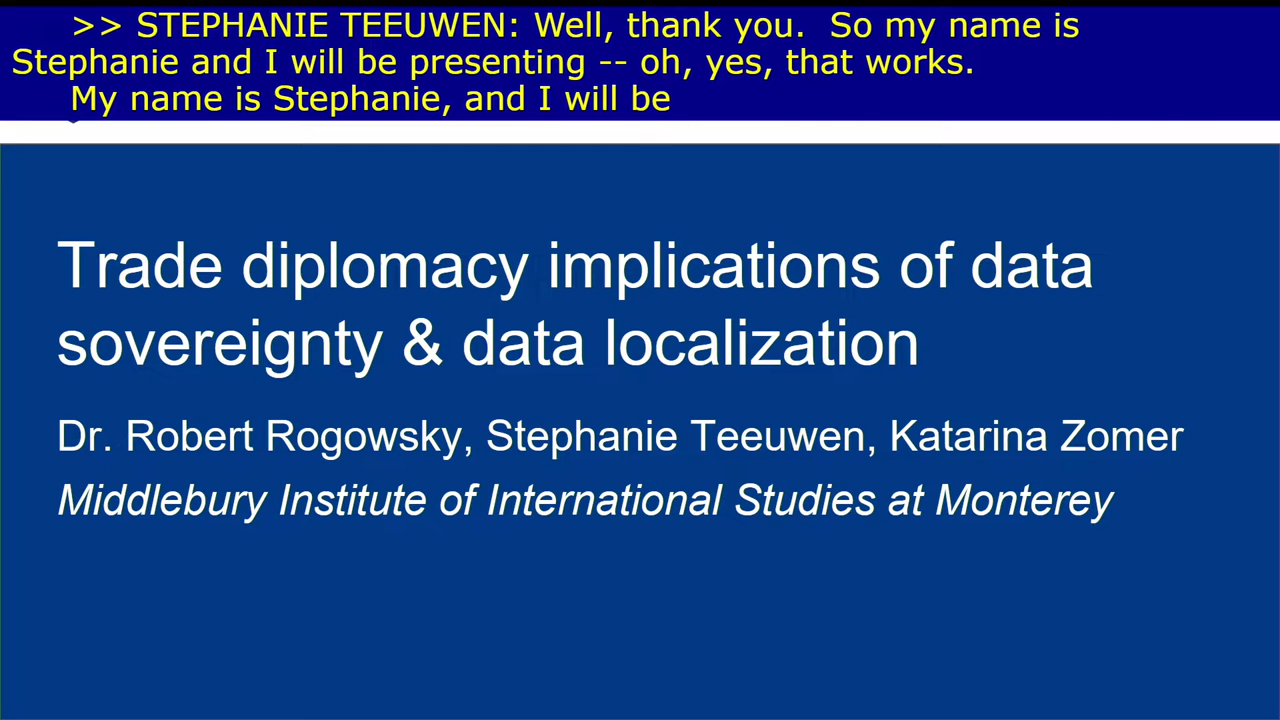 >> STEPHANIE TEEUWEN: Well, thank you.  So my name is
Stephanie and I will be presenting -- oh, yes, that works.
My name is Stephanie, and I will be
Trade diplomacy implications of data
sovereignty & data localization
Dr. Robert Rogowsky, Stephanie Teeuwen, Katarina Zomer
Middlebury Institute of International Studies at Monterey